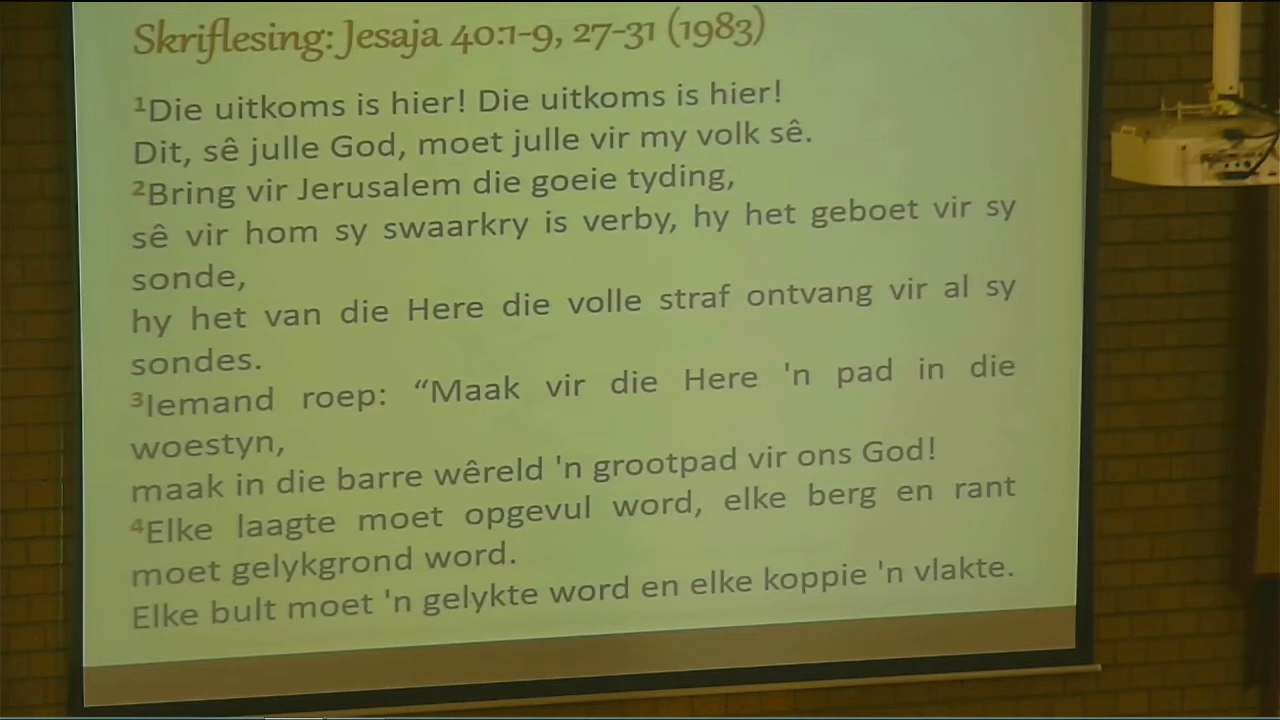 Skriflesing: Jesaja 40:1-9, 27-31 (1983)
¹Die uitkoms is hier! Die uitkoms is hier!
Dit, sê julle God, moet julle vir my volk sê.
²Bring vir Jerusalem die goeie tyding,
sê vir hom sy swaarkry is verby, hy het geboet vir sy
sonde,
hy het van die Here die volle straf ontvang vir al sy
sondes.
³Iemand roep: “Maak vir die Here 'n pad in die
woestyn,
maak in die barre wêreld 'n grootpad vir ons God!
⁴Elke laagte moet opgevul word, elke berg en rant
moet gelykgrond word.
Elke bult moet 'n gelykte word en elke koppie 'n vlakte.